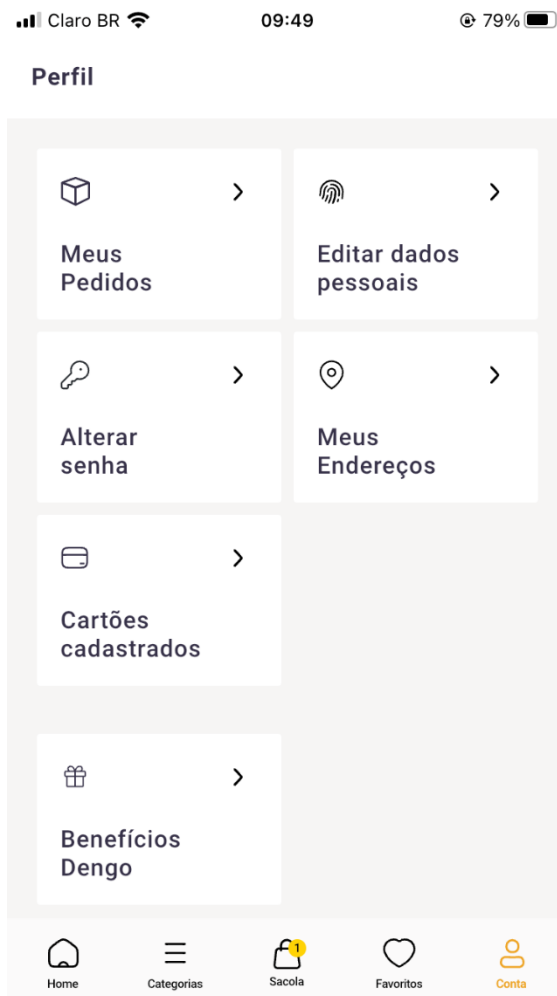 Claro BR 09:49 79%
Perfil
Meus
Pedidos
Editar dados
pessoais
Alterar
senha
Meus
Endereços
Cartões
cadastrados
Benefícios
Dengo
1
Home Categorias Sacola Favoritos Conta